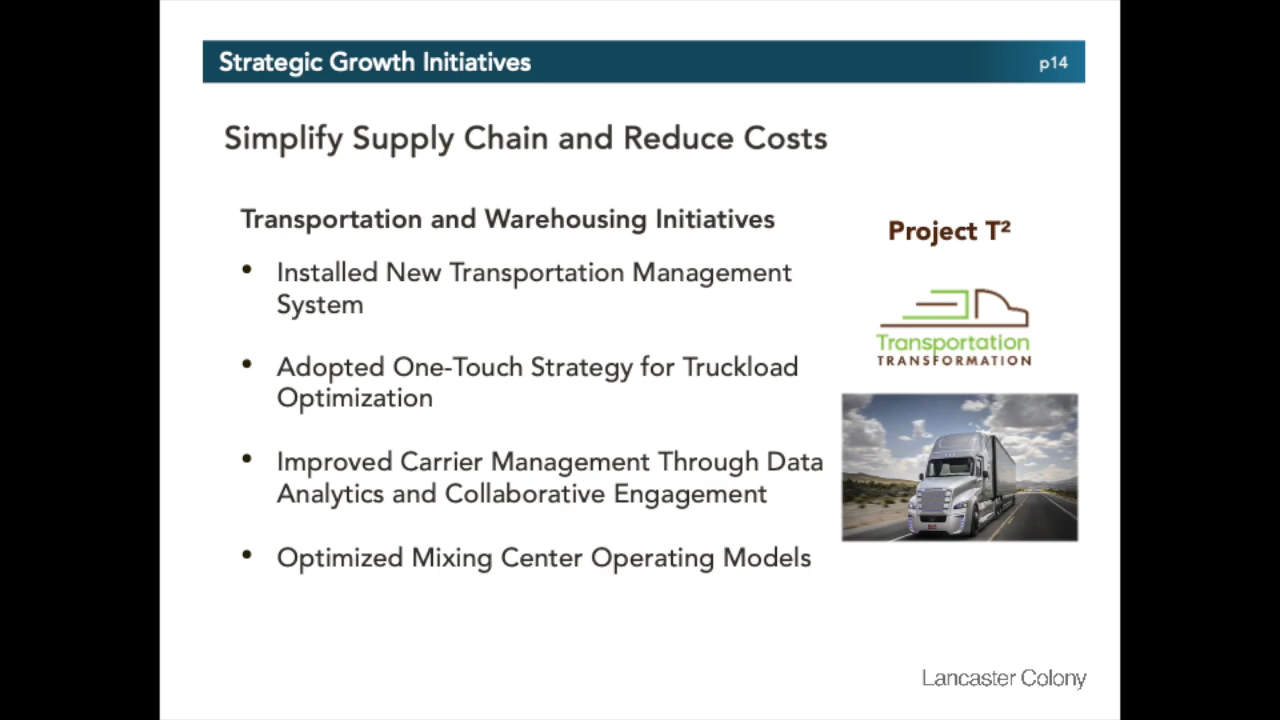 Strategic Growth Initiatives
p14
Simplify Supply Chain and Reduce Costs
Transportation and Warehousing Initiatives
• Installed New Transportation Management
System
• Adopted One-Touch Strategy for Truckload
Optimization
• Improved Carrier Management Through Data
Analytics and Collaborative Engagement
• Optimized Mixing Center Operating Models
Project T²
Transportation
TRANSFORMATION
Lancaster Colony